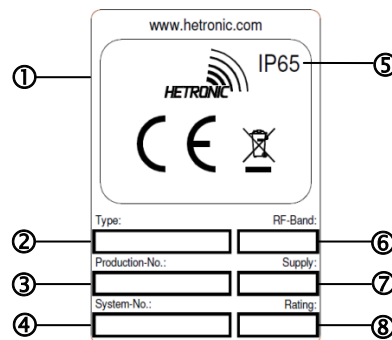 www.hetronic.com
① IP65 ⑤
HETRONIC
CE
Type: RF-Band:
② ⑥
Production-No.: Supply:
③ ⑦
System-No.: Rating:
④ ⑧